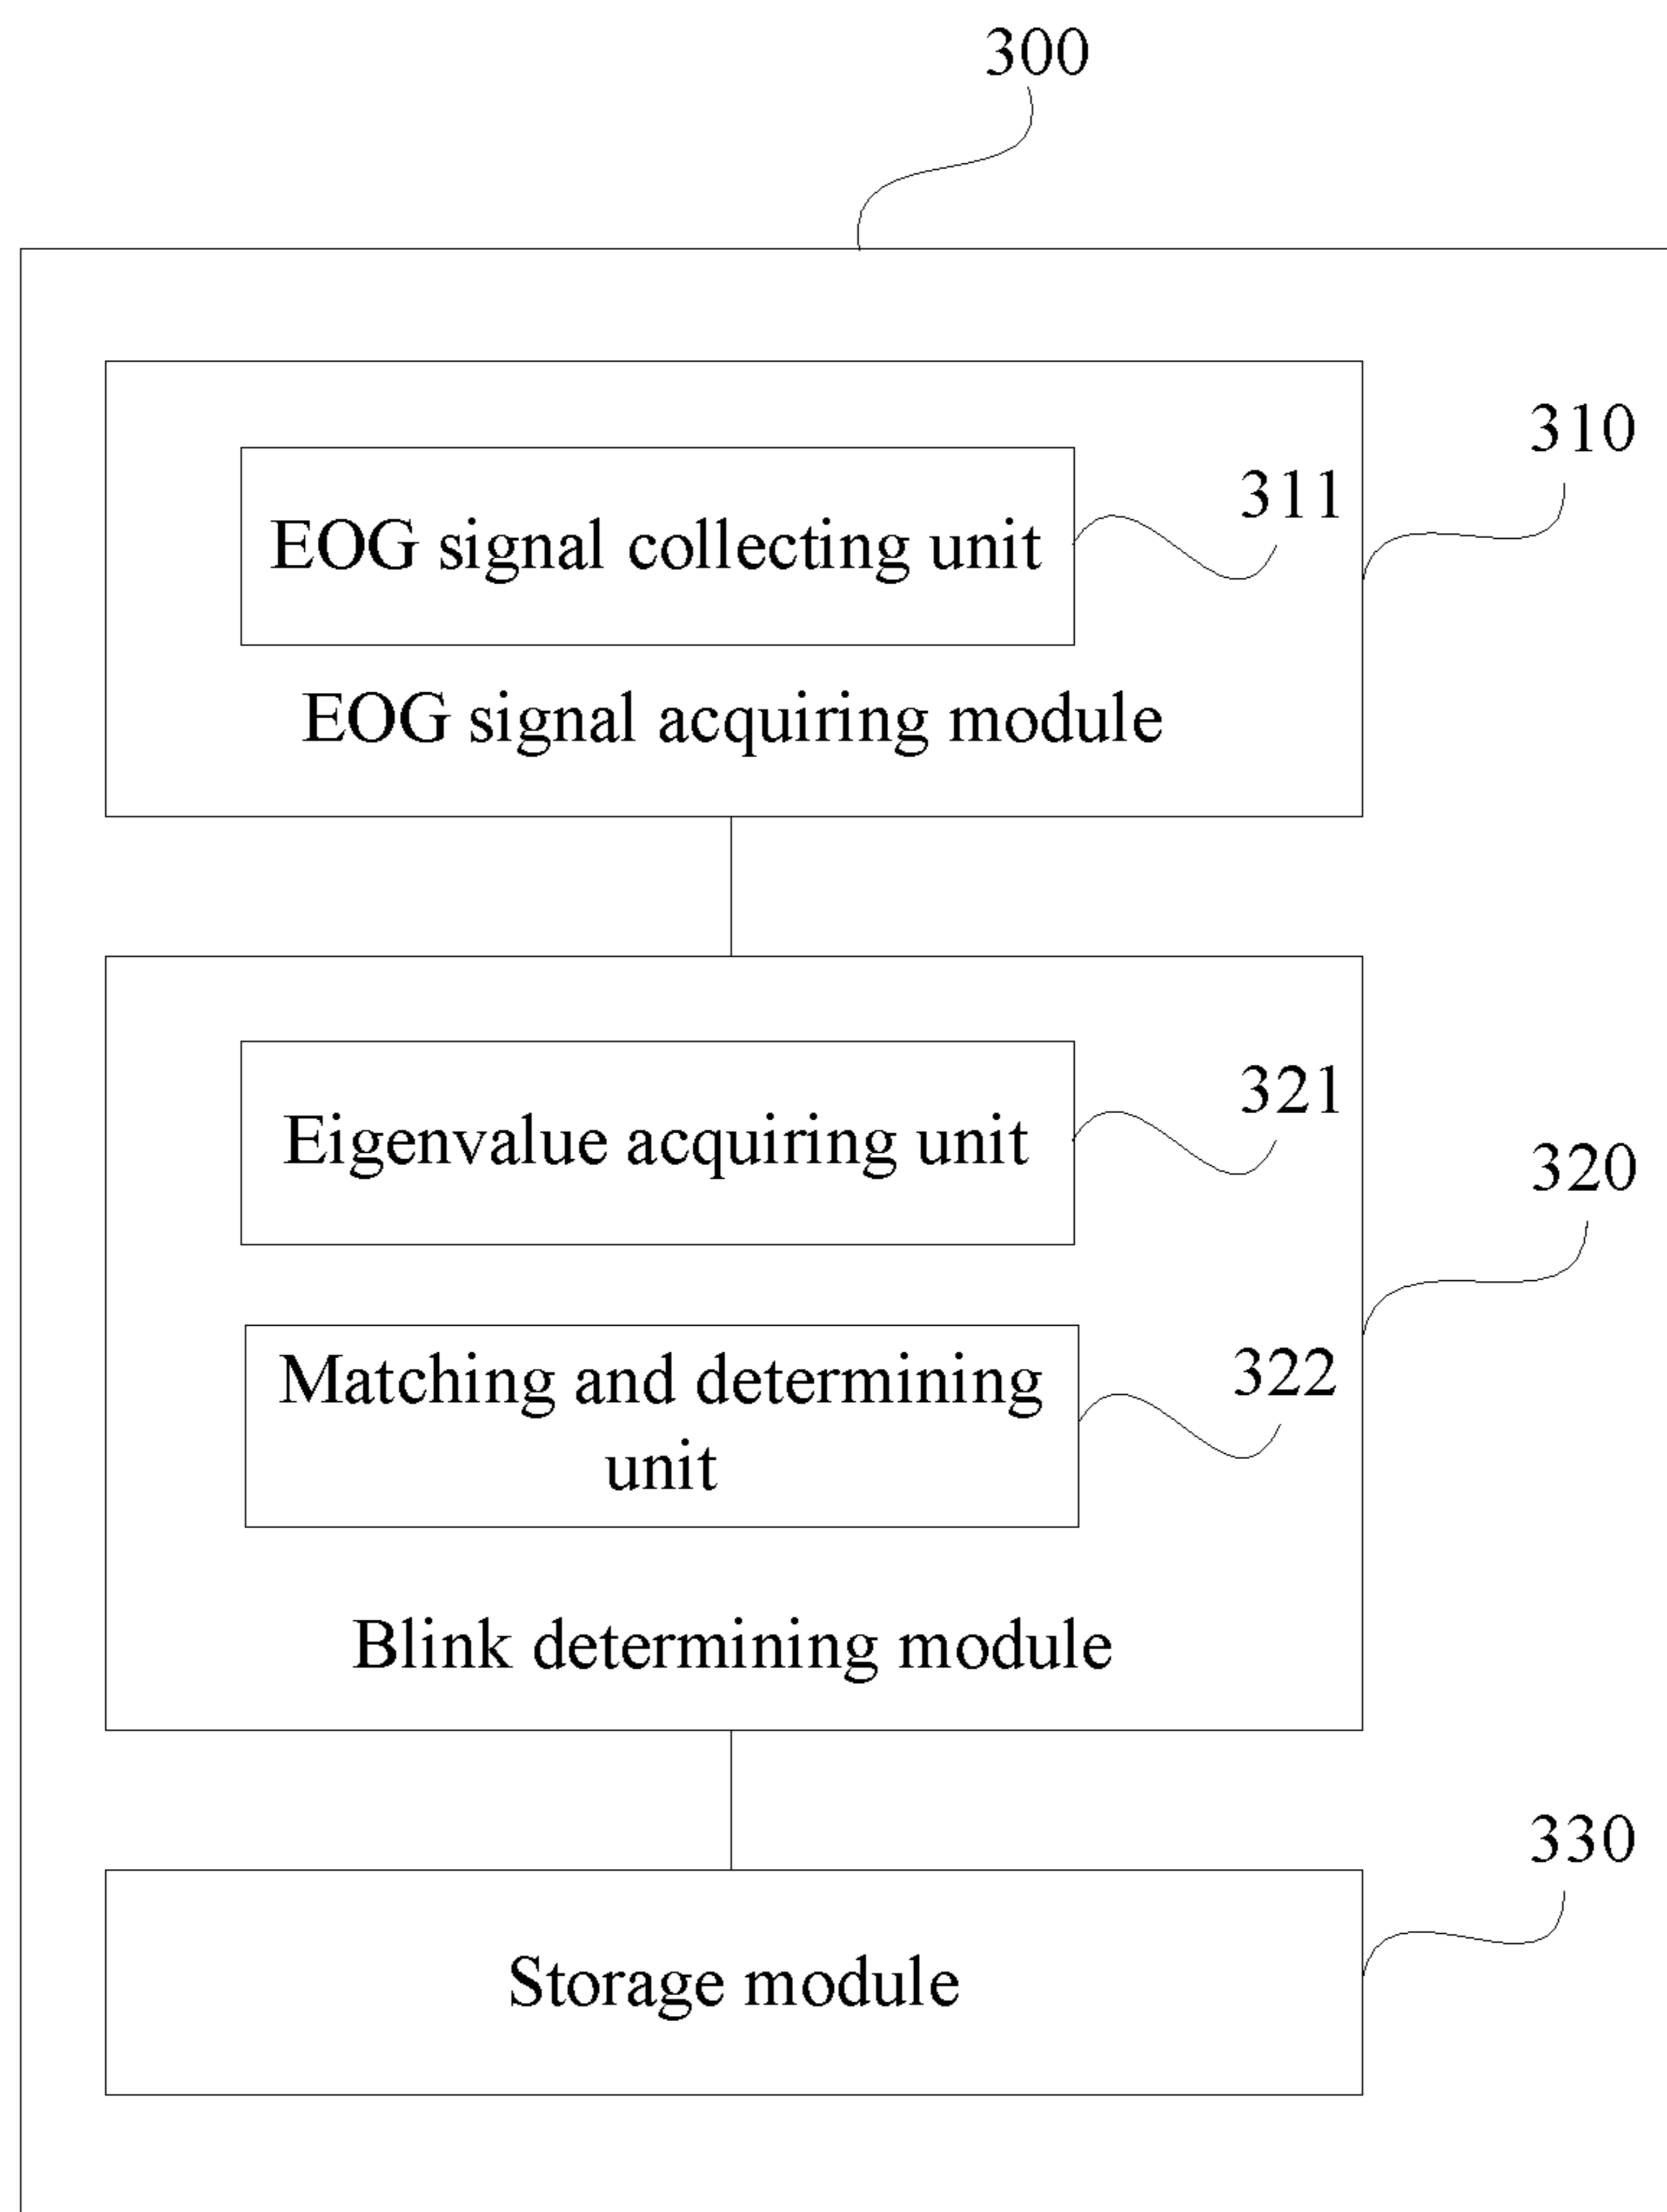 300
310
311
EOG signal collecting unit
EOG signal acquiring module
321
Eigenvalue acquiring unit
320
322
Matching and determining
unit
Blink determining module
330
Storage module